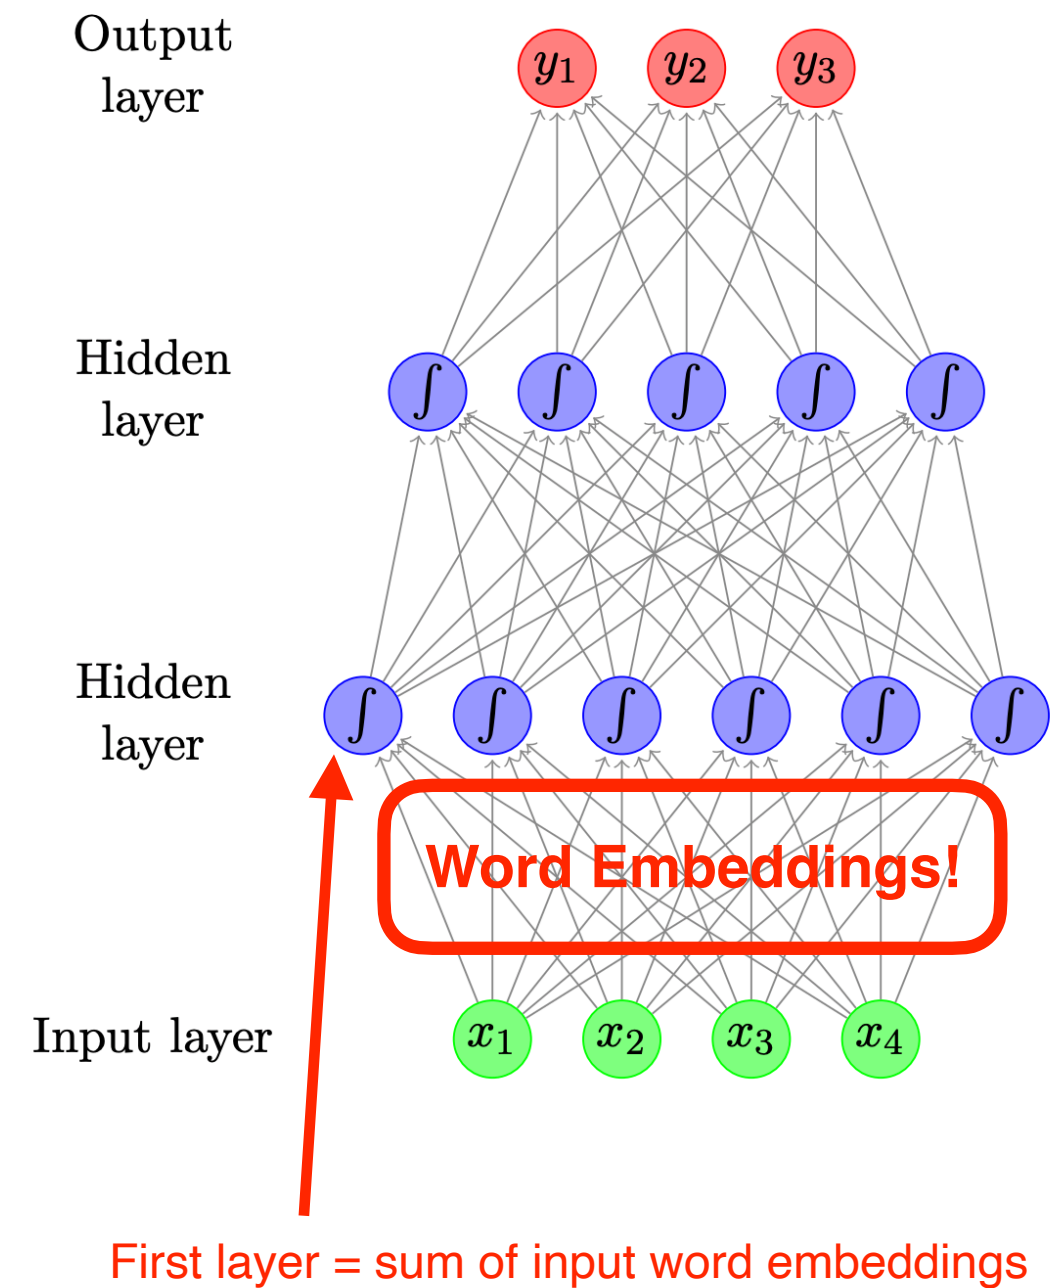 Output
layer
y1 y2 y3
Hidden
layer
∫ ∫ ∫ ∫ ∫
Hidden
layer
∫ ∫ ∫ ∫ ∫ ∫
Word Embeddings!
Input layer
x1 x2 x3 x4
First layer = sum of input word embeddings